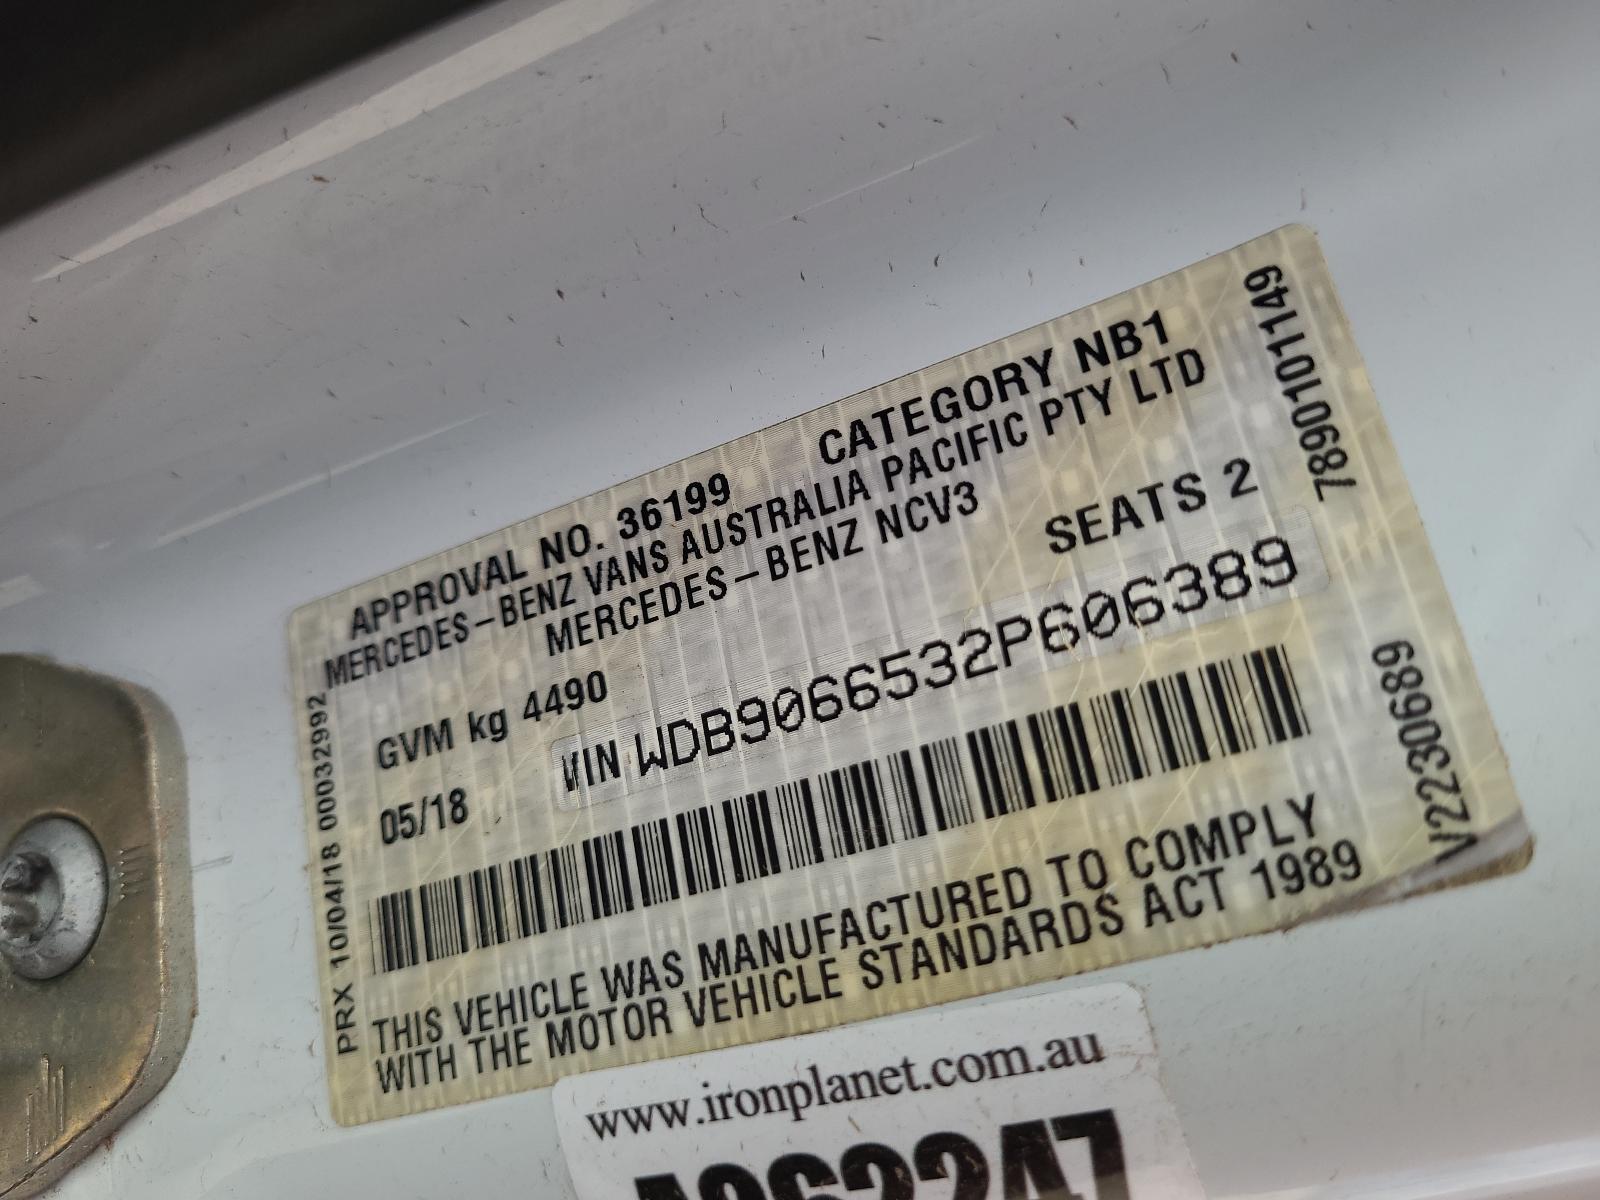 APPROVAL NO. 36199 CATEGORY NB1
MERCEDES-BENZ VANS AUSTRALIA PACIFIC PTY LTD
MERCEDES-BENZ NCV3
GVM kg 4490 SEATS 2
05/18 VIN WDB9066532P606389
THIS VEHICLE WAS MANUFACTURED TO COMPLY
WITH THE MOTOR VEHICLE STANDARDS ACT 1989
PRX 10/04/18 00032992
789010101149
V2230689
www.ironplanet.com.au